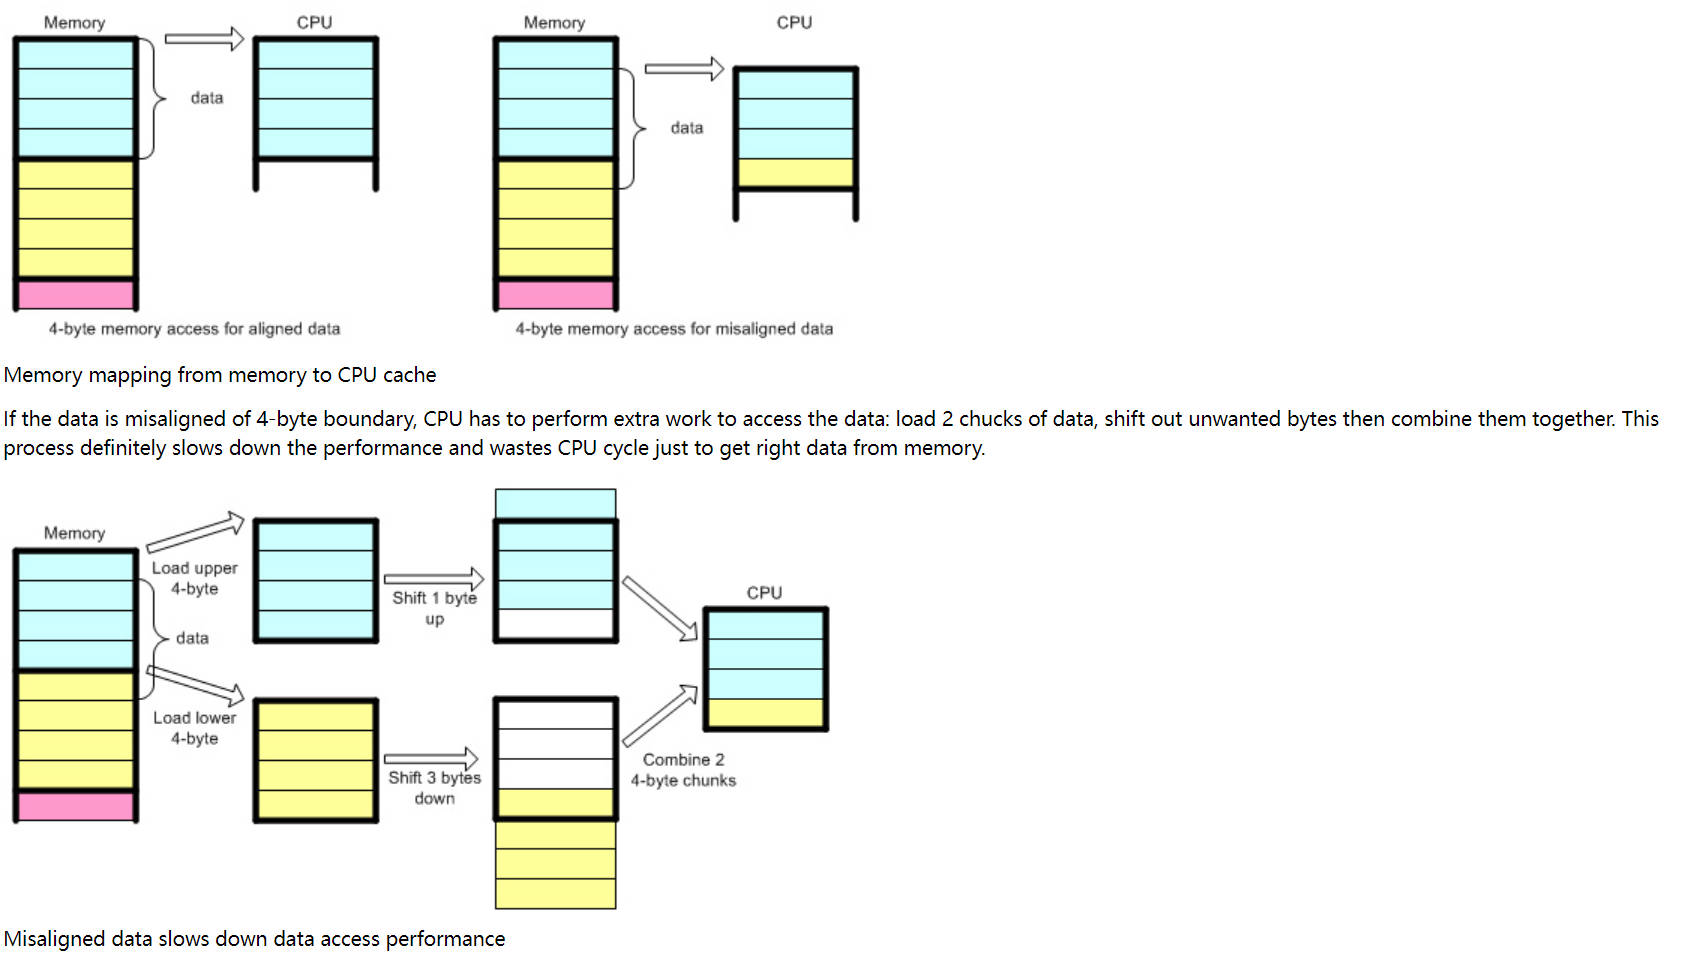 Memory
CPU
data
4-byte memory access for aligned data
Memory
CPU
data
4-byte memory access for misaligned data
Memory mapping from memory to CPU cache
If the data is misaligned of 4-byte boundary, CPU has to perform extra work to access the data: load 2 chucks of data, shift out unwanted bytes then combine them together. This
process definitely slows down the performance and wastes CPU cycle just to get right data from memory.
Memory
Load upper
4-byte
data
Load lower
4-byte
Shift 1 byte
up
Shift 3 bytes
down
CPU
Combine 2
4-byte chunks
Misaligned data slows down data access performance